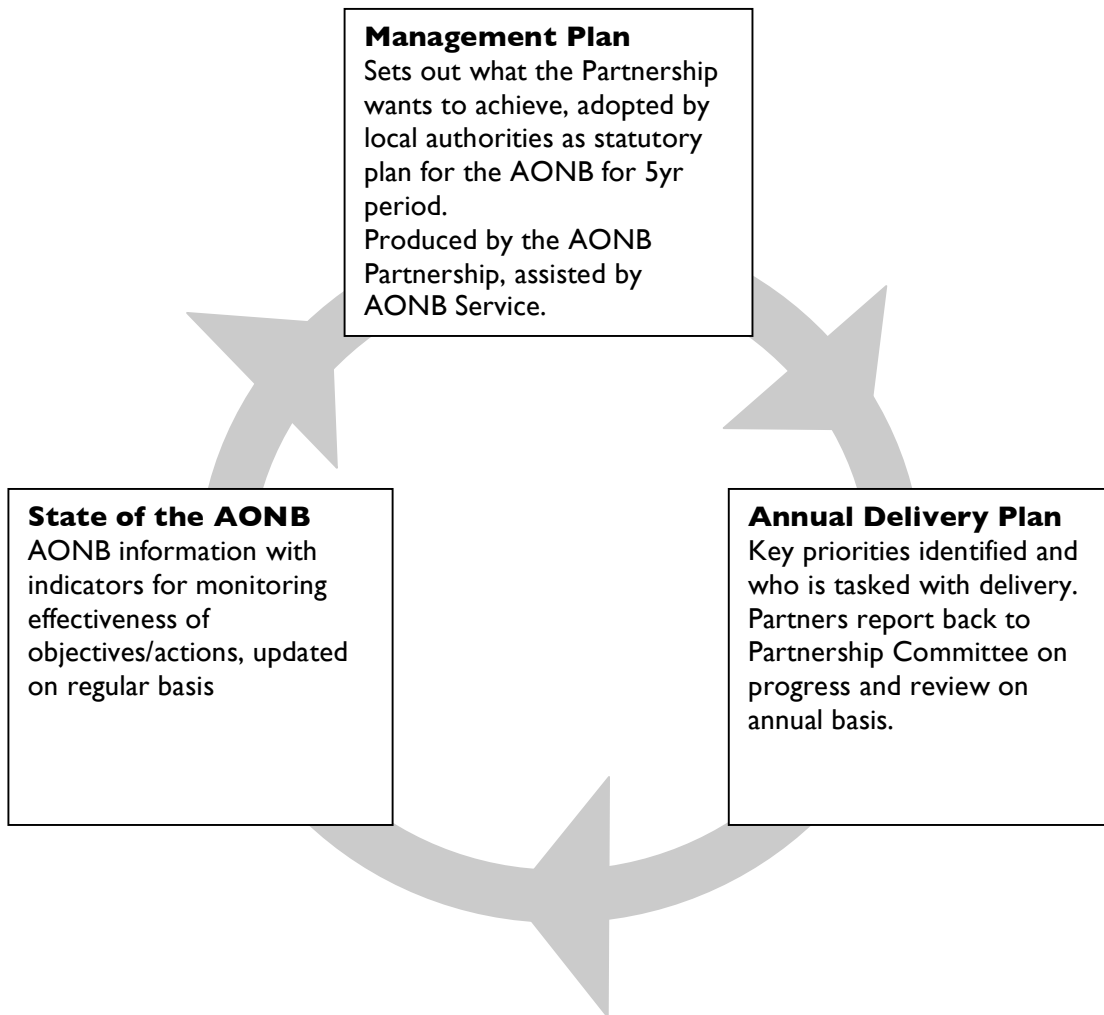 Management Plan
Sets out what the Partnership
wants to achieve, adopted by
local authorities as statutory
plan for the AONB for 5yr
period.
Produced by the AONB
Partnership, assisted by
AONB Service.
State of the AONB
AONB information with
indicators for monitoring
effectiveness of
objectives/actions, updated
on regular basis
Annual Delivery Plan
Key priorities identified and
who is tasked with delivery.
Partners report back to
Partnership Committee on
progress and review on
annual basis.